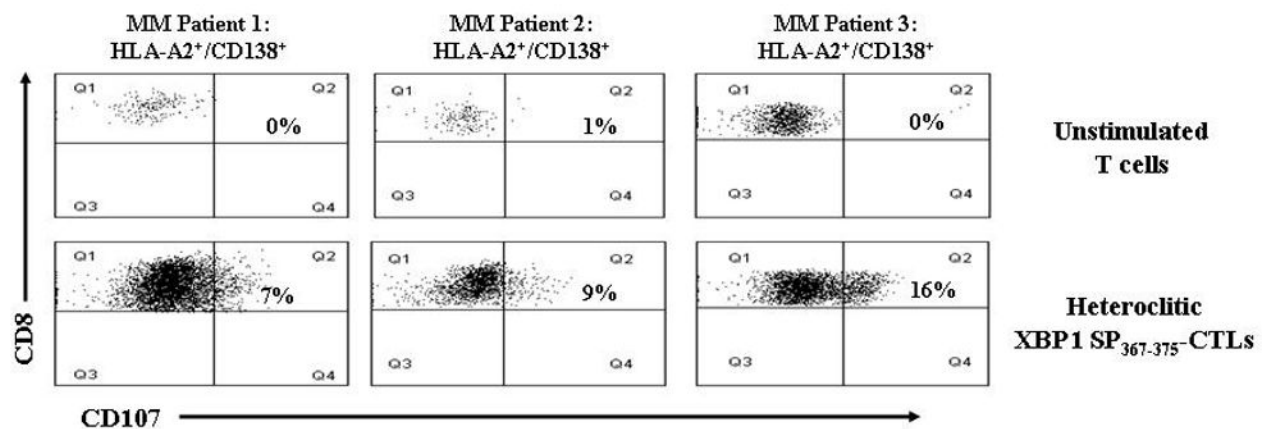 MM Patient 1:
HLA-A2⁺/CD138⁺
MM Patient 2:
HLA-A2⁺/CD138⁺
MM Patient 3:
HLA-A2⁺/CD138⁺
Q1 Q2 Q1 Q2 Q1 Q2
0% 1% 0%
Q3 Q4 Q3 Q4 Q3 Q4
Unstimulated
T cells
Q1 Q2 Q1 Q2 Q1 Q2
7% 9% 16%
Q3 Q4 Q3 Q4 Q3 Q4
Heteroclitic
XBP1 SP₃₆₇₋₃₇₅-CTLs
CD8
CD107